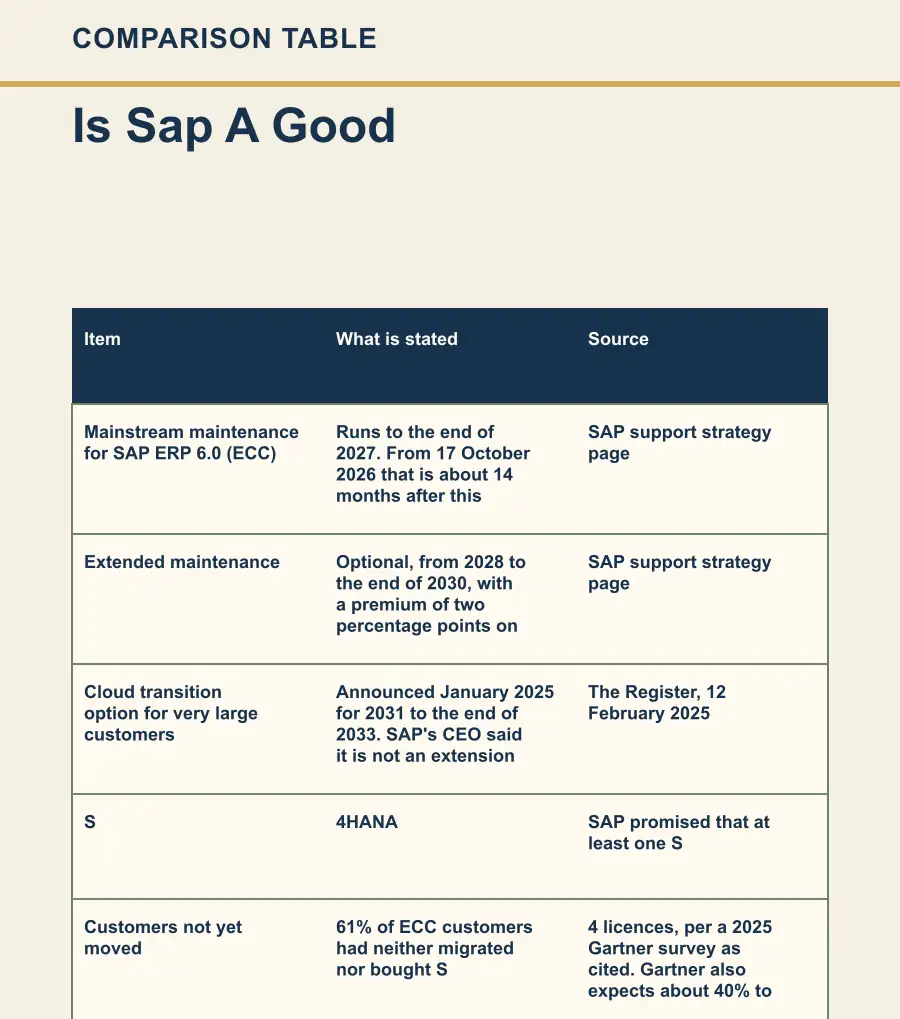 COMPARISON TABLE
Is Sap A Good
Item
What is stated
Source
Mainstream maintenance
for SAP ERP 6.0 (ECC)
Runs to the end of
2027. From 17 October
2026 that is about 14
months after this
SAP support strategy
page
Extended maintenance
Optional, from 2028 to
the end of 2030, with
a premium of two
percentage points on
SAP support strategy
page
Cloud transition
option for very large
customers
Announced January 2025
for 2031 to the end of
2033. SAP's CEO said
it is not an extension
The Register, 12
February 2025
S
4HANA
SAP promised that at
least one S
Customers not yet
moved
61% of ECC customers
had neither migrated
nor bought S
4 licences, per a 2025
Gartner survey as
cited. Gartner also
expects about 40% to